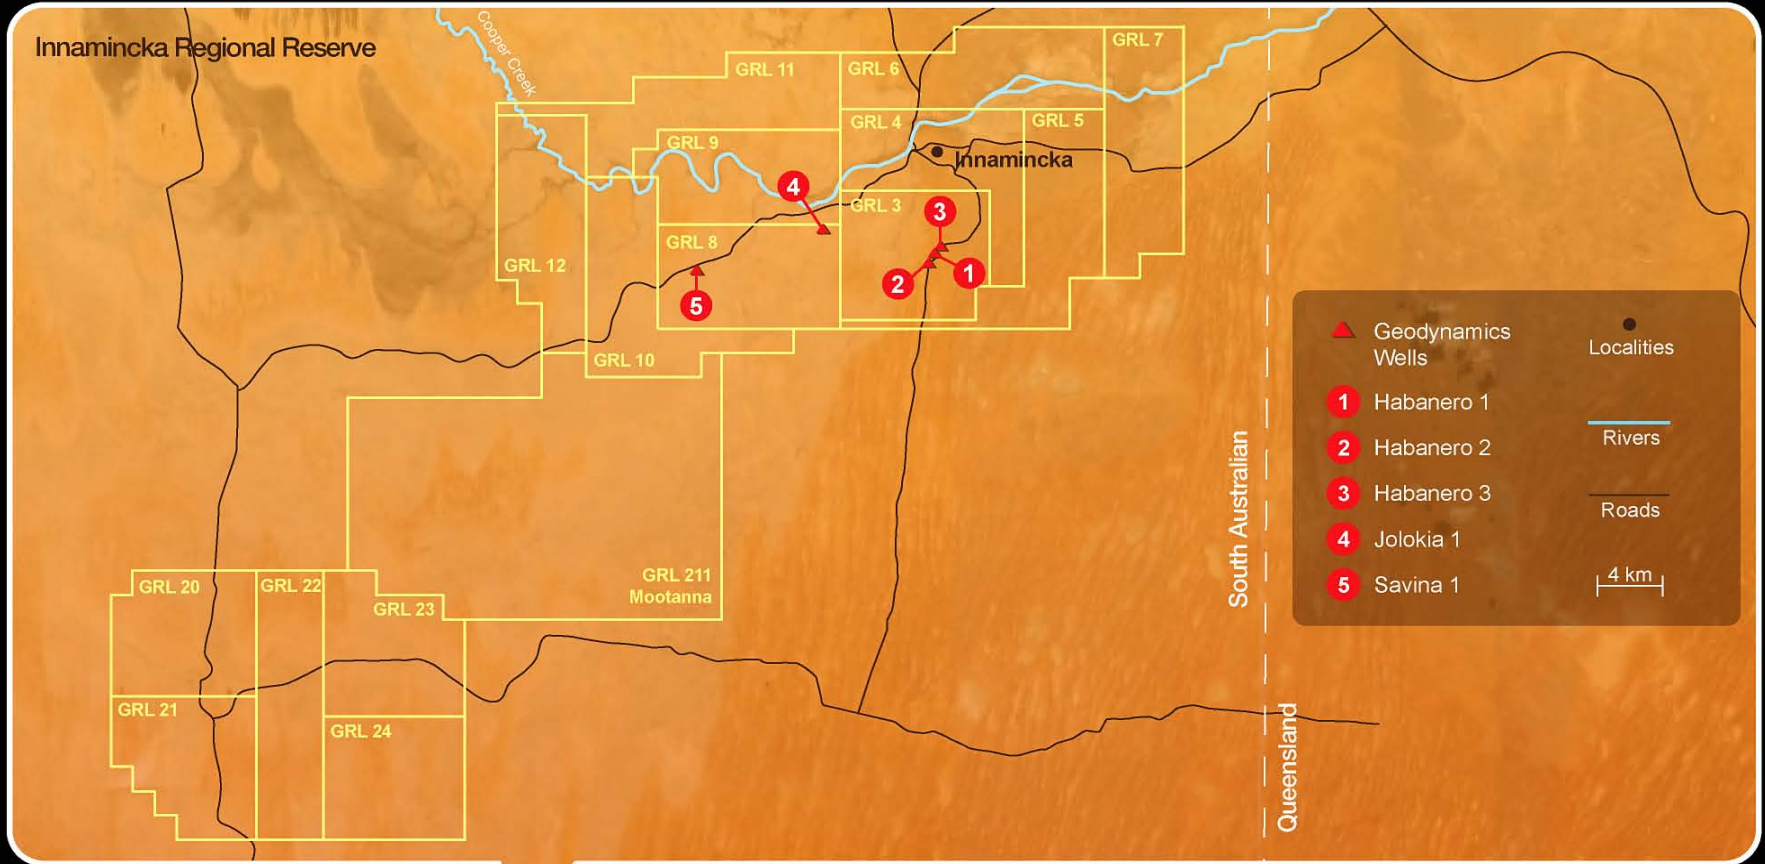 Innamincka Regional Reserve
Cooper Creek
GRL 7
GRL 11
GRL 6
GRL 4
GRL 5
GRL 9
Innamincka
4
GRL 3
3
GRL 8
GRL 12
1
2
5
GRL 10
GRL 211
Mootanna
GRL 20
GRL 22
GRL 23
GRL 21
GRL 24
South Australian
Queensland
Geodynamics
Wells
1 Habanero 1
2 Habanero 2
3 Habanero 3
4 Jolokia 1
5 Savina 1
Localities
Rivers
Roads
4 km